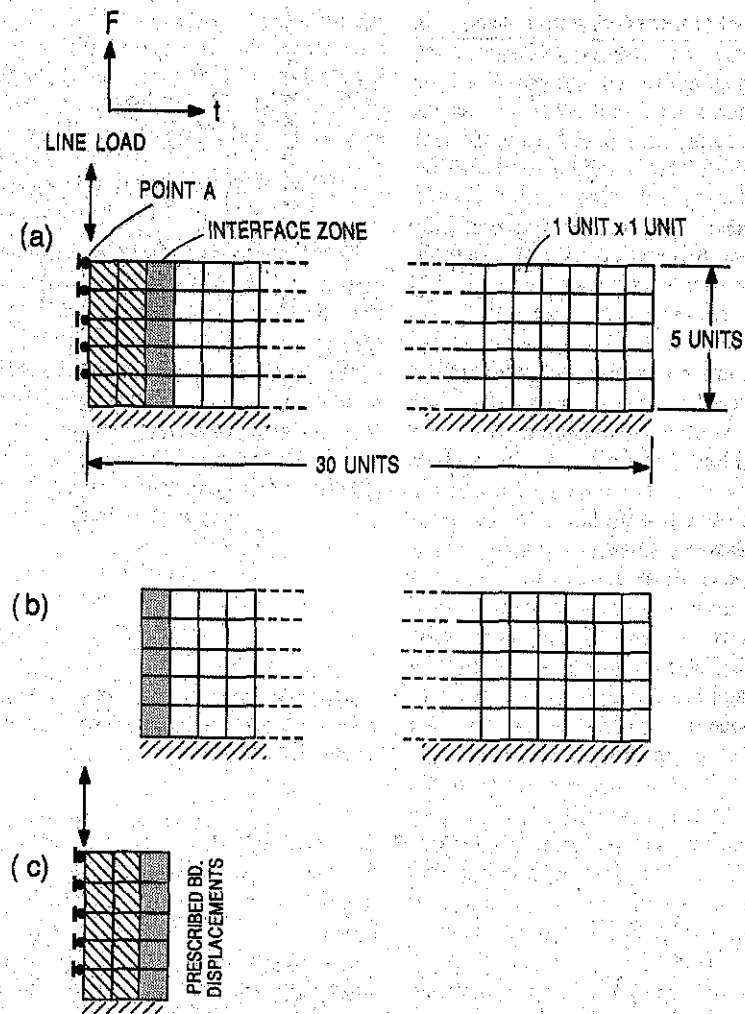 F
t
LINE LOAD
POINT A
(a)
INTERFACE ZONE
1 UNIT x 1 UNIT
5 UNITS
30 UNITS
(b)
(c)
PRESCRIBED BD.
DISPLACEMENTS